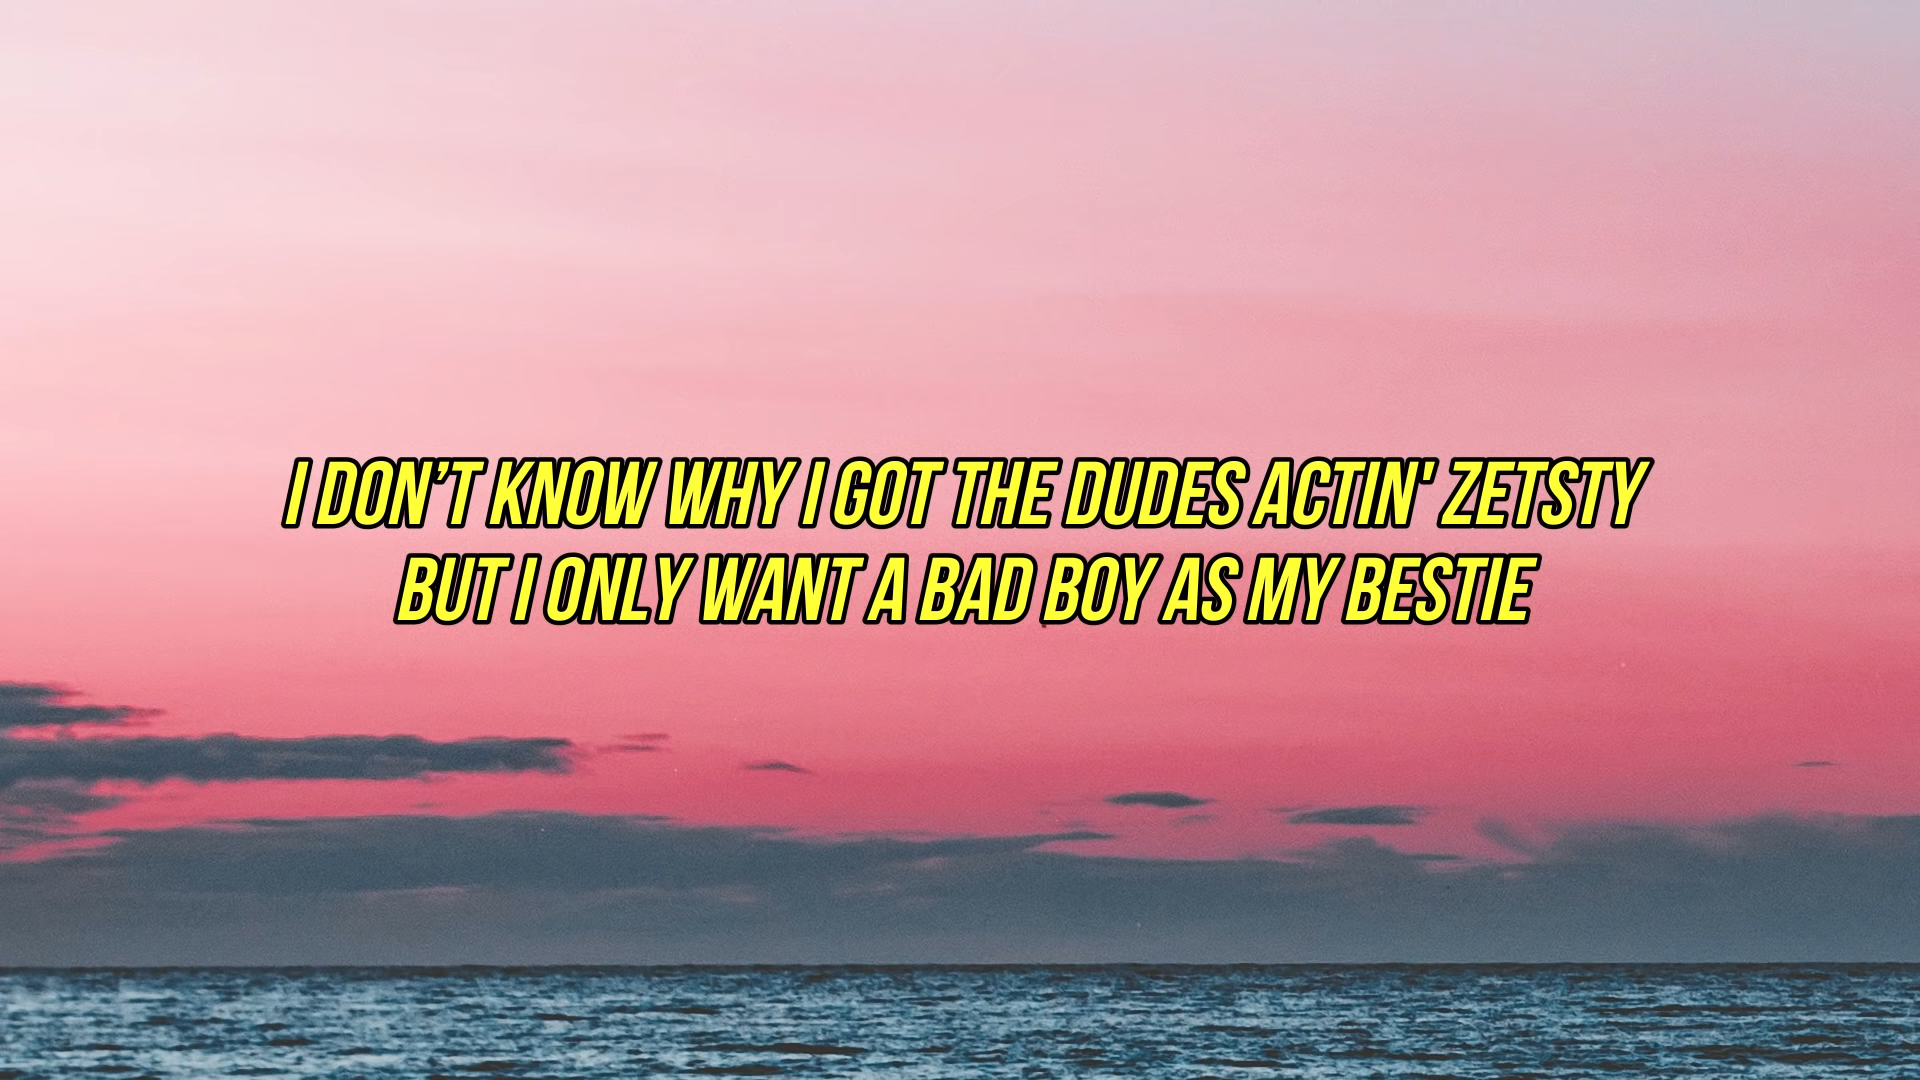 I DON’T KNOW WHY I GOT THE DUDES ACTIN' ZETSTY
BUT I ONLY WANT A BAD BOY AS MY BESTIE